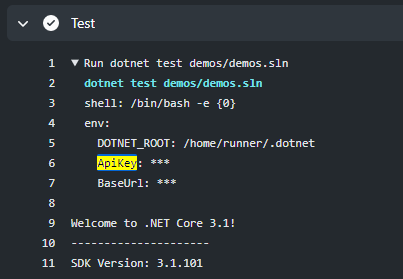 Test
1 ▼ Run dotnet test demos/demos.sln
2 dotnet test demos/demos.sln
3 shell: /bin/bash -e {0}
4 env:
5 DOTNET_ROOT: /home/runner/.dotnet
6 ApiKey: ***
7 BaseUrl: ***
8
9 Welcome to .NET Core 3.1!
10 ---------------------
11 SDK Version: 3.1.101